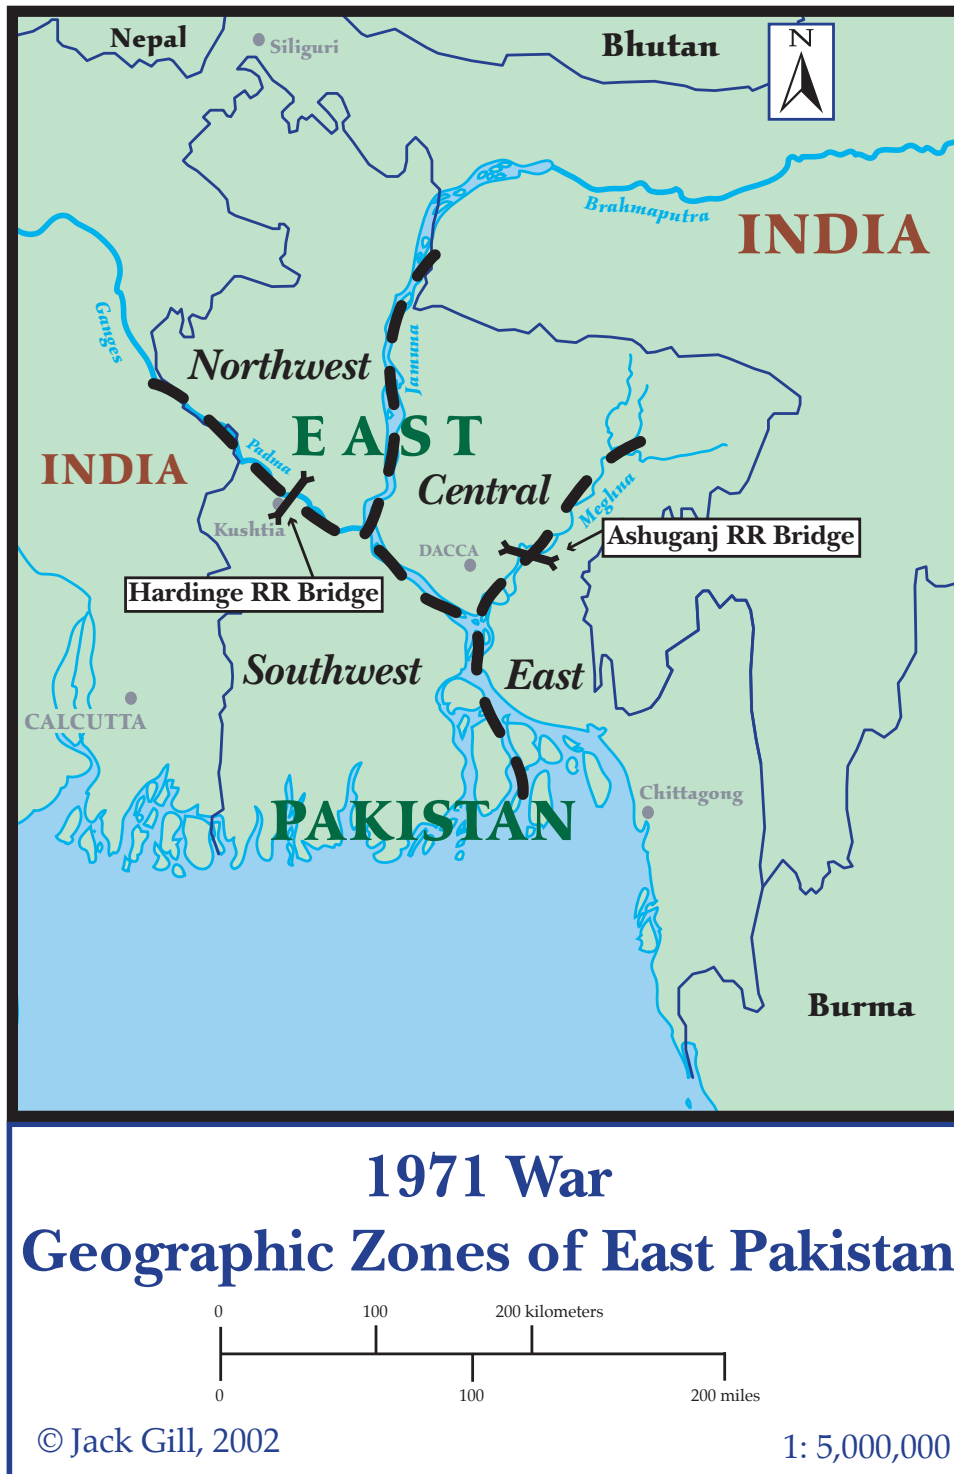 Nepal
Siliguri
Bhutan
N
Brahmaputra
INDIA
Ganges
Northwest
Jamuna
EAST
INDIA
Padma
Central
Meghna
Kushtia
DACCA
Ashuganj RR Bridge
Hardinge RR Bridge
Southwest
East
CALCUTTA
Chittagong
PAKISTAN
Burma
1971 War
Geographic Zones of East Pakistan
0 100 200 kilometers
0 100 200 miles
© Jack Gill, 2002
1: 5,000,000